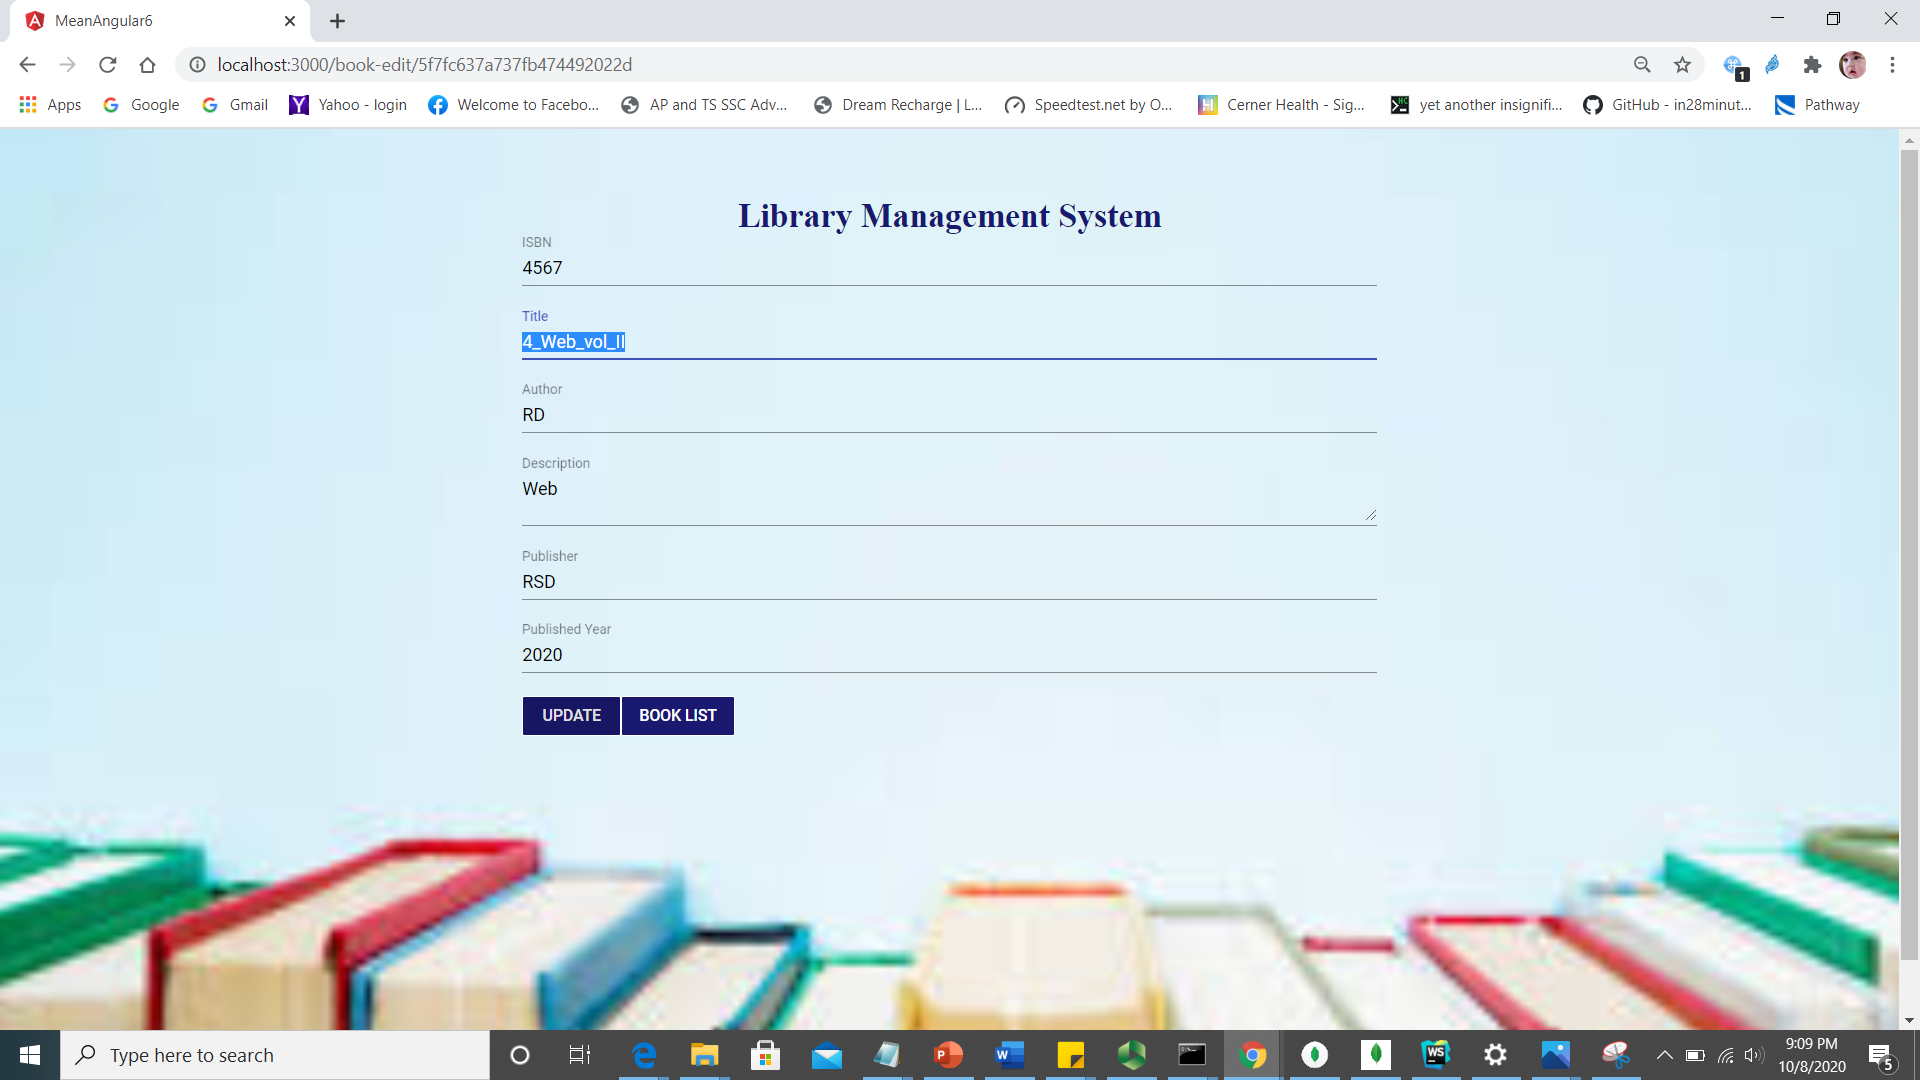 MeanAngular6
localhost:3000/book-edit/5f7fc637a737fb474492022d
1
Apps Google Gmail Yahoo - login Welcome to Facebo... AP and TS SSC Adv... Dream Recharge | L... Speedtest.net by O... Cerner Health - Sig... yet another insignifi... GitHub - in28minut... Pathway
Library Management System
ISBN
4567
Title
4_Web_vol_II
Author
RD
Description
Web
Publisher
RSD
Published Year
2020
UPDATE BOOK LIST
Type here to search
9:09 PM
10/8/2020
5